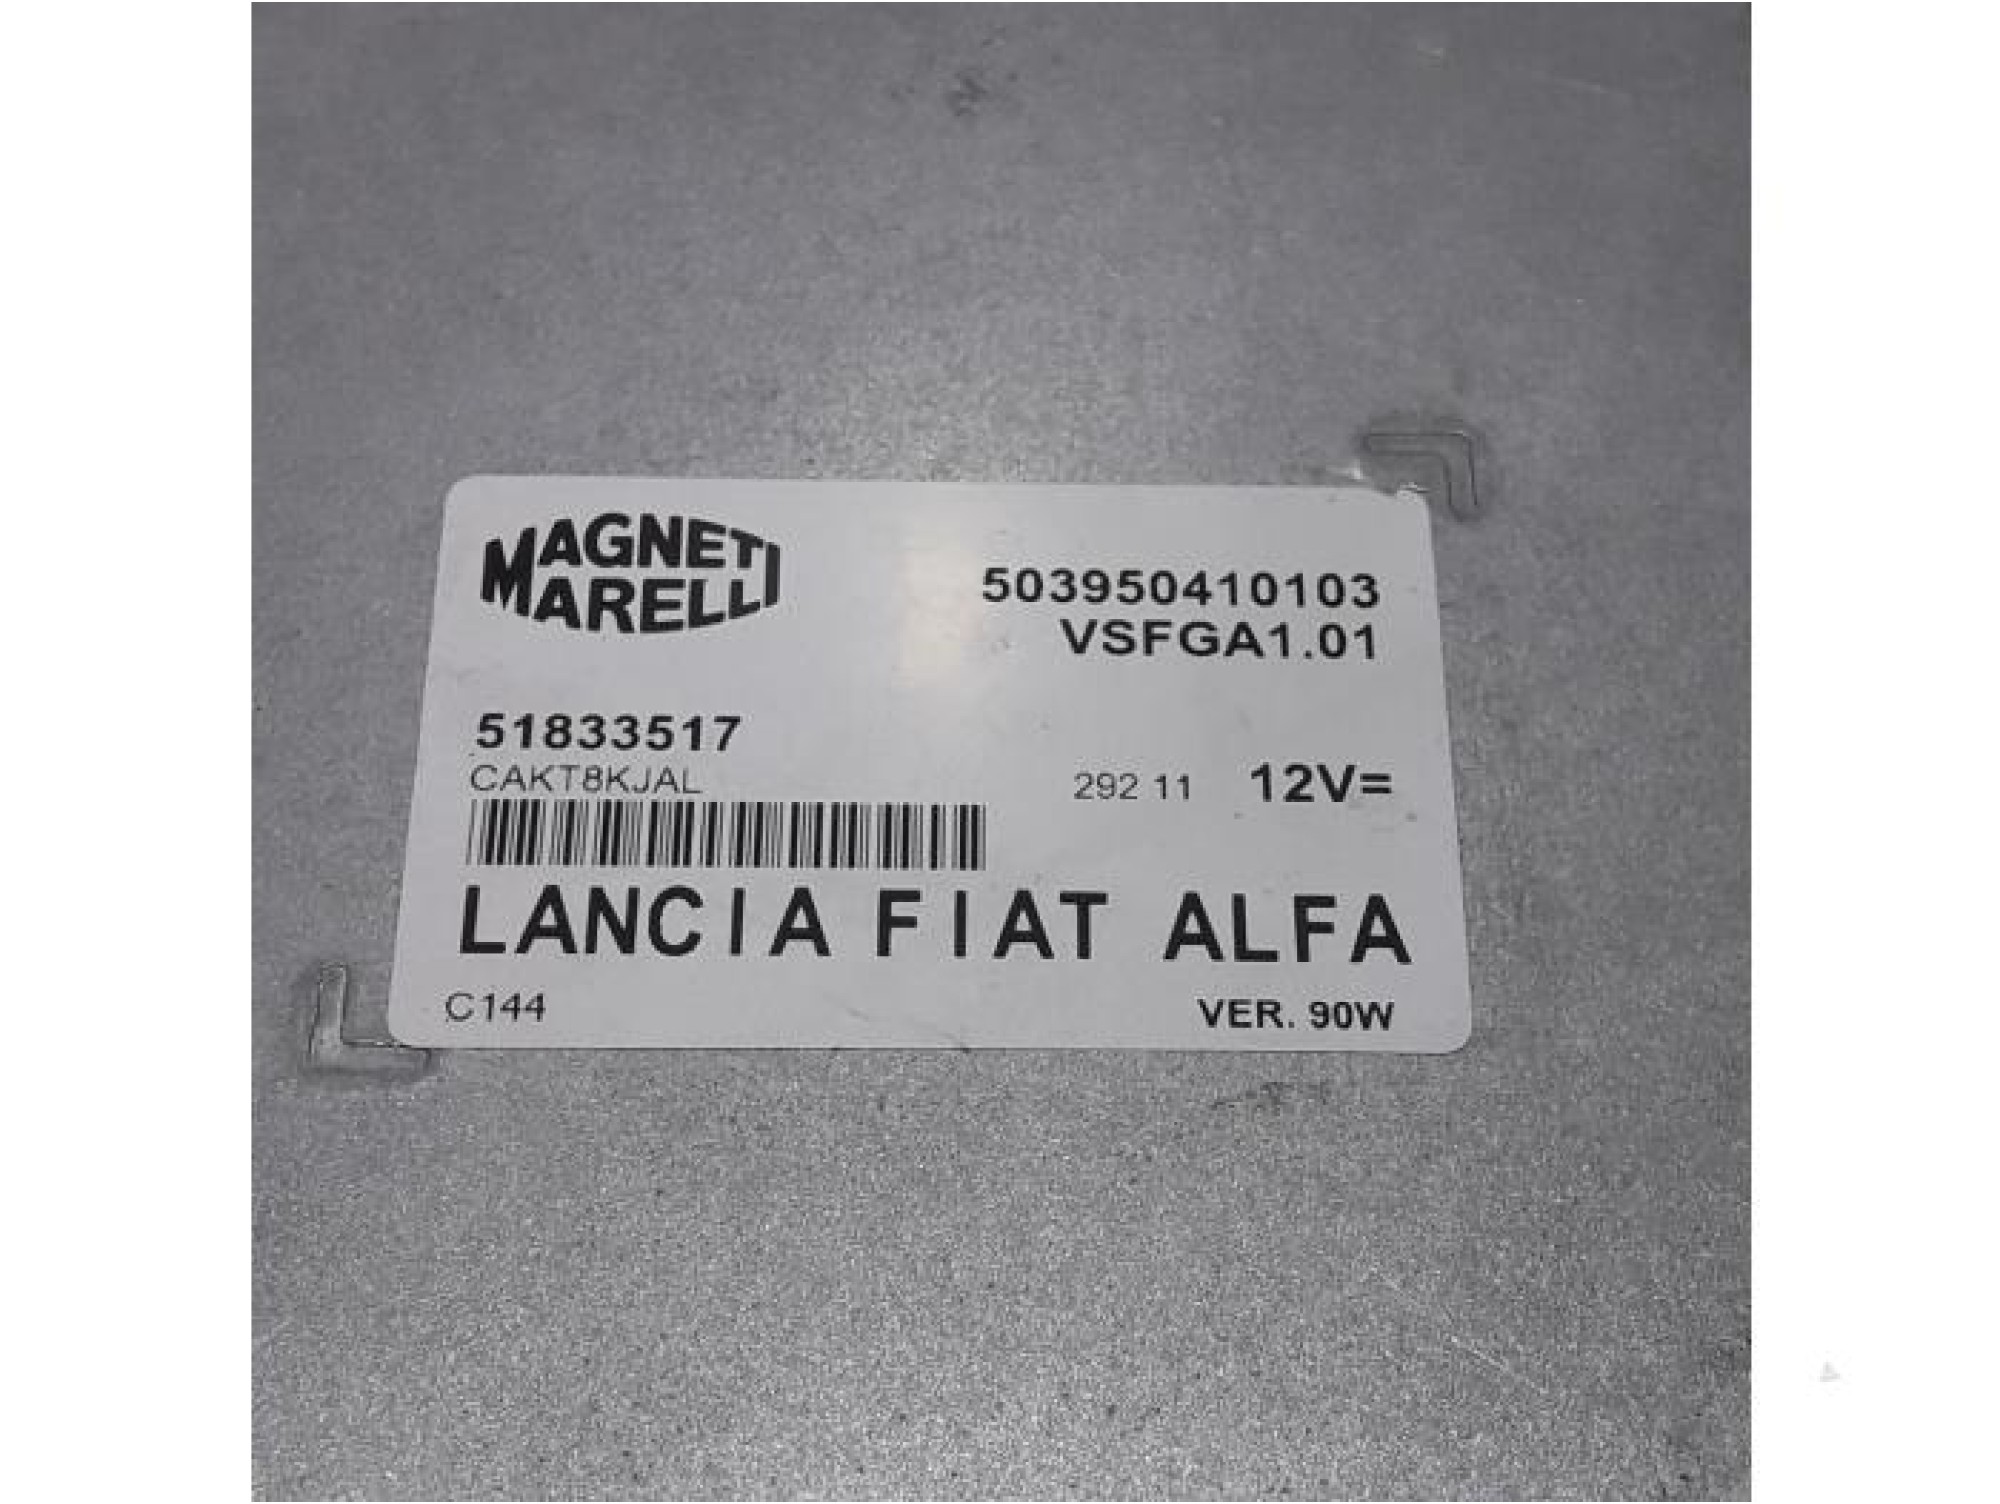 MAGNETI
MARELLI
503950410103
VSFGA1.01
51833517
CAKT8KJAL
292 11 12V=
LANCIA FIAT ALFA
C144
VER. 90W